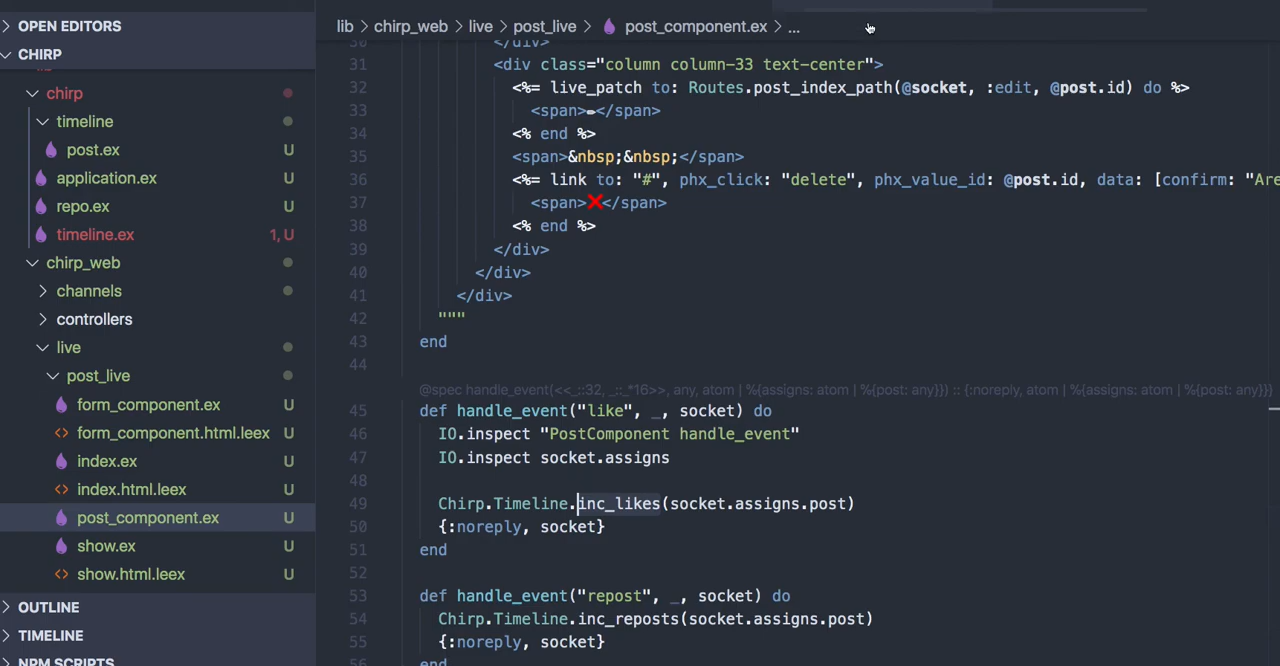 OPEN EDITORS
CHIRP
chirp
timeline
post.ex U
application.ex U
repo.ex U
timeline.ex 1, U
chirp_web
channels
controllers
live
post_live
form_component.ex U
form_component.html.leex U
index.ex U
index.html.leex U
post_component.ex U
show.ex U
show.html.leex U
OUTLINE
TIMELINE
NPM SCRIPTS
lib > chirp_web > live > post_live > post_component.ex > ...
30 </div>
31 <div class="column column-33 text-center">
32 <%= live_patch to: Routes.post_index_path(@socket, :edit, @post.id) do %>
33 <span>✏</span>
34 <% end %>
35 <span>&nbsp;&nbsp;</span>
36 <%= link to: "#", phx_click: "delete", phx_value_id: @post.id, data: [confirm: "Are
37 <span>❌</span>
38 <% end %>
39 </div>
40 </div>
41 </div>
42 """
43 end
44
@spec handle_event(<<_::32, _::_*16>>, any, atom | %{assigns: atom | %{post: any}}) :: {:noreply, atom | %{assigns: atom | %{post: any}}}
45 def handle_event("like", _, socket) do
46 IO.inspect "PostComponent handle_event"
47 IO.inspect socket.assigns
48
49 Chirp.Timeline.inc_likes(socket.assigns.post)
50 {:noreply, socket}
51 end
52
53 def handle_event("repost", _, socket) do
54 Chirp.Timeline.inc_reposts(socket.assigns.post)
55 {:noreply, socket}
56 end